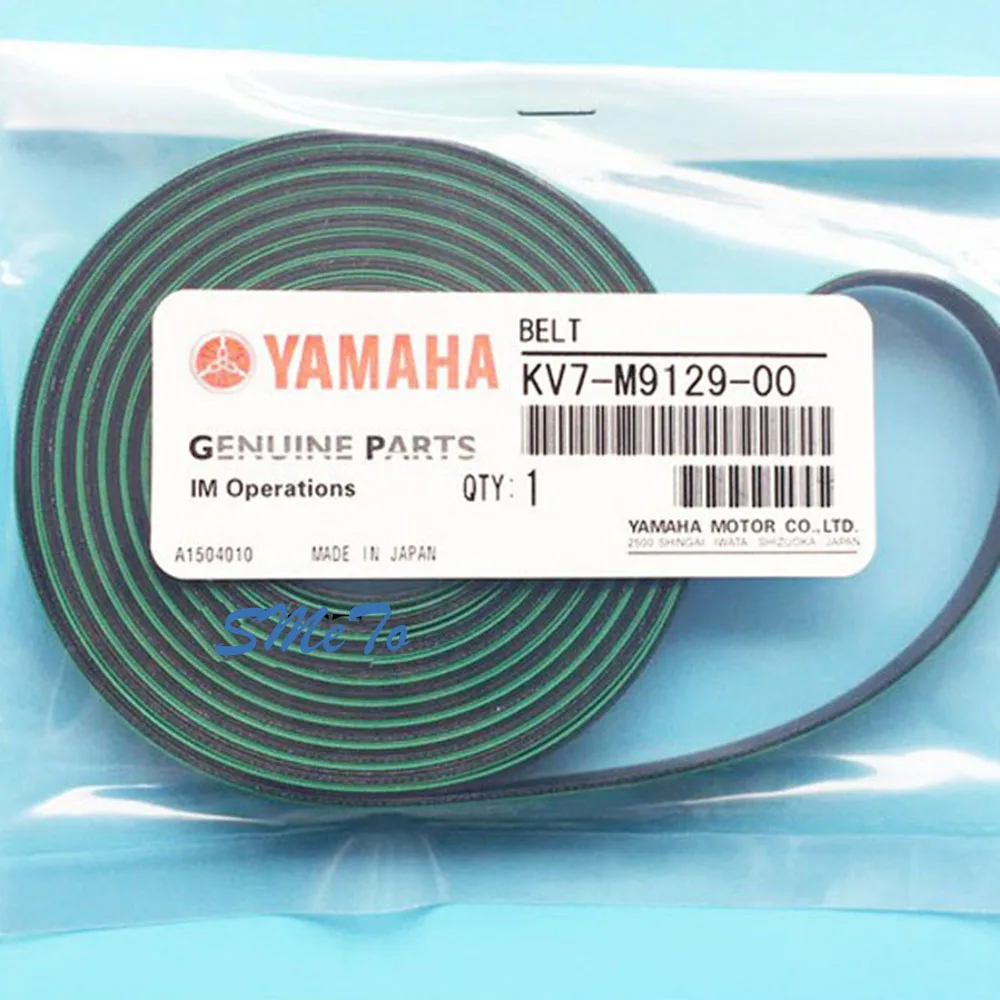 YAMAHA
BELT
KV7-M9129-00
GENUINE PARTS
IM Operations
QTY: 1
YAMAHA MOTOR CO.,LTD.
2500 SHINGAI IWATA SHIZUOKA JAPAN
A1504010 MADE IN JAPAN
SMeTo